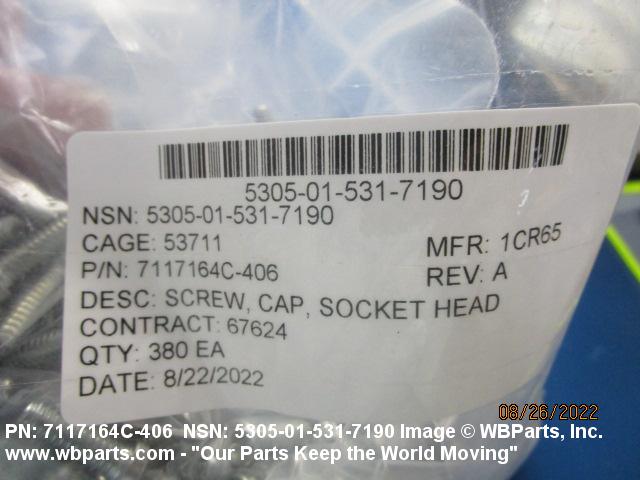 5305-01-531-7190
NSN: 5305-01-531-7190
CAGE: 53711 MFR: 1CR65
P/N: 7117164C-406 REV: A
DESC: SCREW, CAP, SOCKET HEAD
CONTRACT: 67624
QTY: 380 EA
DATE: 8/22/2022
08/26/2022
PN: 7117164C-406 NSN: 5305-01-531-7190 Image © WBParts, Inc.
www.wbparts.com - "Our Parts Keep the World Moving"